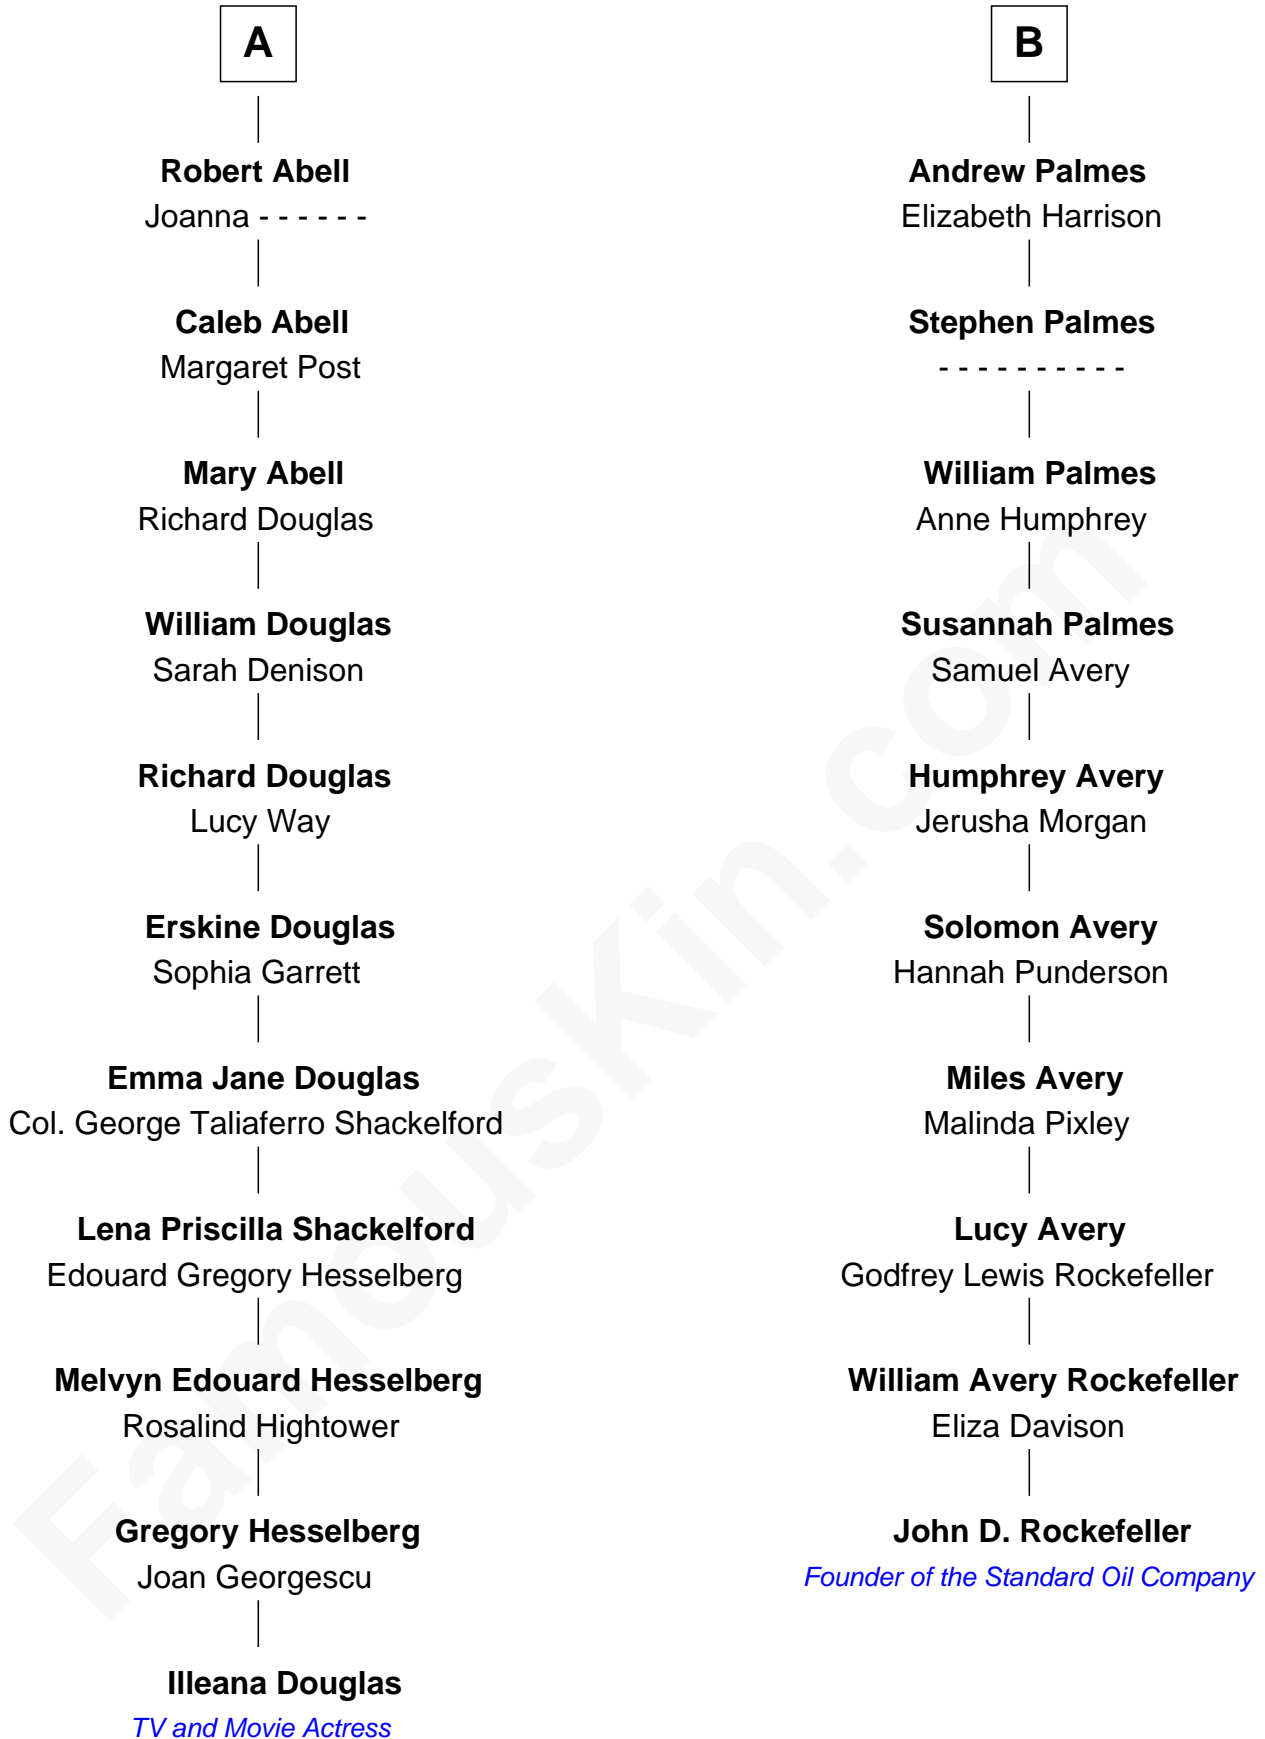 A
Robert Abell
Joanna - - - - - -
Caleb Abell
Margaret Post
Mary Abell
Richard Douglas
William Douglas
Sarah Denison
Richard Douglas
Lucy Way
Erskine Douglas
Sophia Garrett
Emma Jane Douglas
Col. George Taliaferro Shackelford
Lena Priscilla Shackelford
Edouard Gregory Hesselberg
Melvyn Edouard Hesselberg
Rosalind Hightower
Gregory Hesselberg
Joan Georgescu
Illeana Douglas
TV and Movie Actress
B
Andrew Palmes
Elizabeth Harrison
Stephen Palmes
- - - - - - - - - -
William Palmes
Anne Humphrey
Susannah Palmes
Samuel Avery
Humphrey Avery
Jerusha Morgan
Solomon Avery
Hannah Punderson
Miles Avery
Malinda Pixley
Lucy Avery
Godfrey Lewis Rockefeller
William Avery Rockefeller
Eliza Davison
John D. Rockefeller
Founder of the Standard Oil Company
FamousKin.com